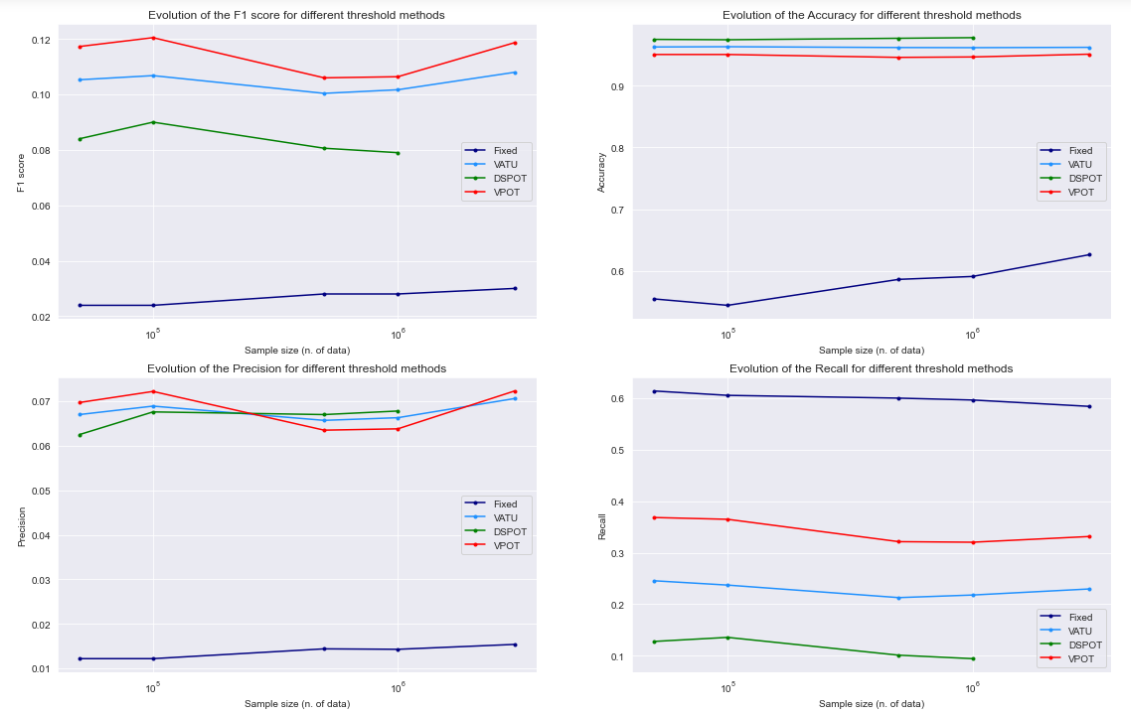 Evolution of the F1 score for different threshold methods
F1 score
0.12
0.10
0.08
0.06
0.04
0.02
Fixed
VATU
DSPOT
VPOT
10^5
10^6
Sample size (n. of data)
Evolution of the Accuracy for different threshold methods
Accuracy
0.9
0.8
0.7
0.6
Fixed
VATU
DSPOT
VPOT
10^5
10^6
Sample size (n. of data)
Evolution of the Precision for different threshold methods
Precision
0.07
0.06
0.05
0.04
0.03
0.02
0.01
Fixed
VATU
DSPOT
VPOT
10^5
10^6
Sample size (n. of data)
Evolution of the Recall for different threshold methods
Recall
0.6
0.5
0.4
0.3
0.2
0.1
Fixed
VATU
DSPOT
VPOT
10^5
10^6
Sample size (n. of data)